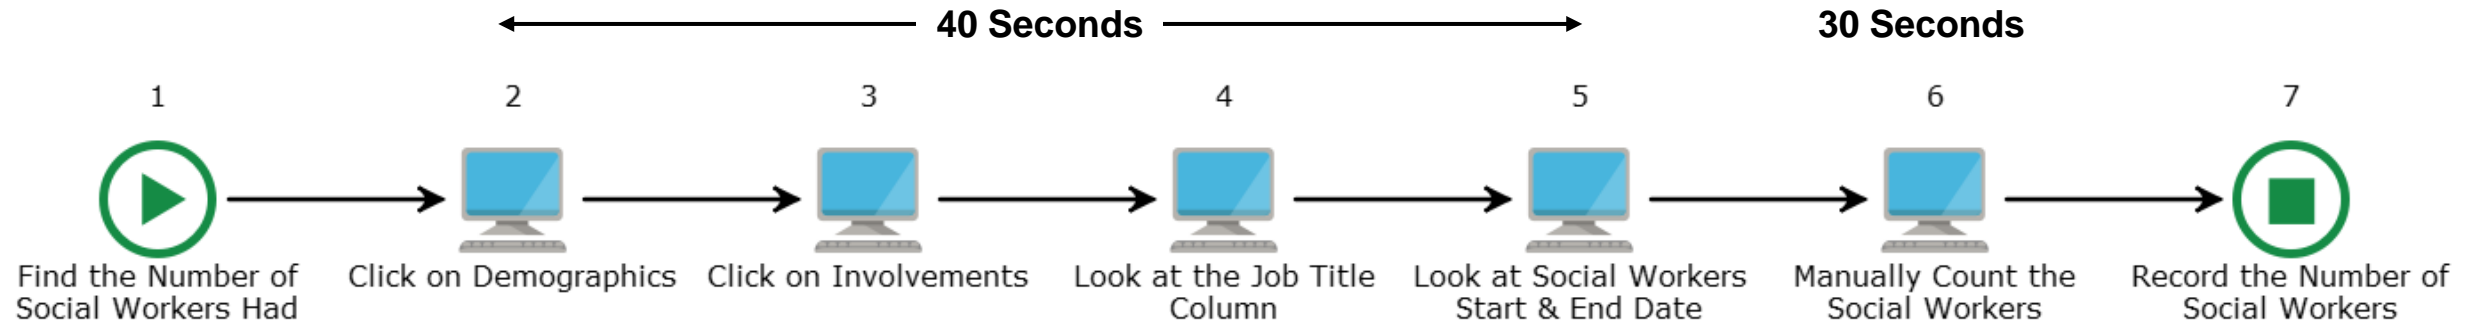 40 Seconds
30 Seconds
1
2
3
4
5
6
7
Find the Number of
Social Workers Had
Click on Demographics
Click on Involvements
Look at the Job Title
Column
Look at Social Workers
Start & End Date
Manually Count the
Social Workers
Record the Number of
Social Workers